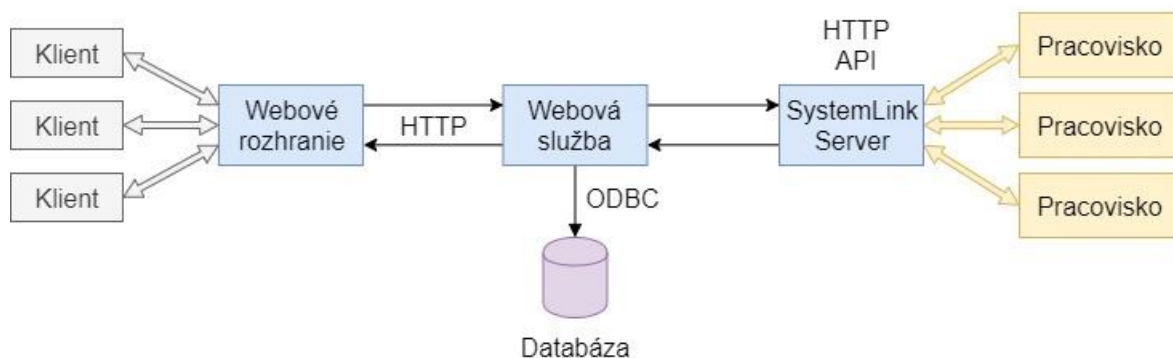 Klient
Klient
Klient
Webové
rozhranie
HTTP
Webová
služba
ODBC
Databáza
HTTP
API
SystemLink
Server
Pracovisko
Pracovisko
Pracovisko